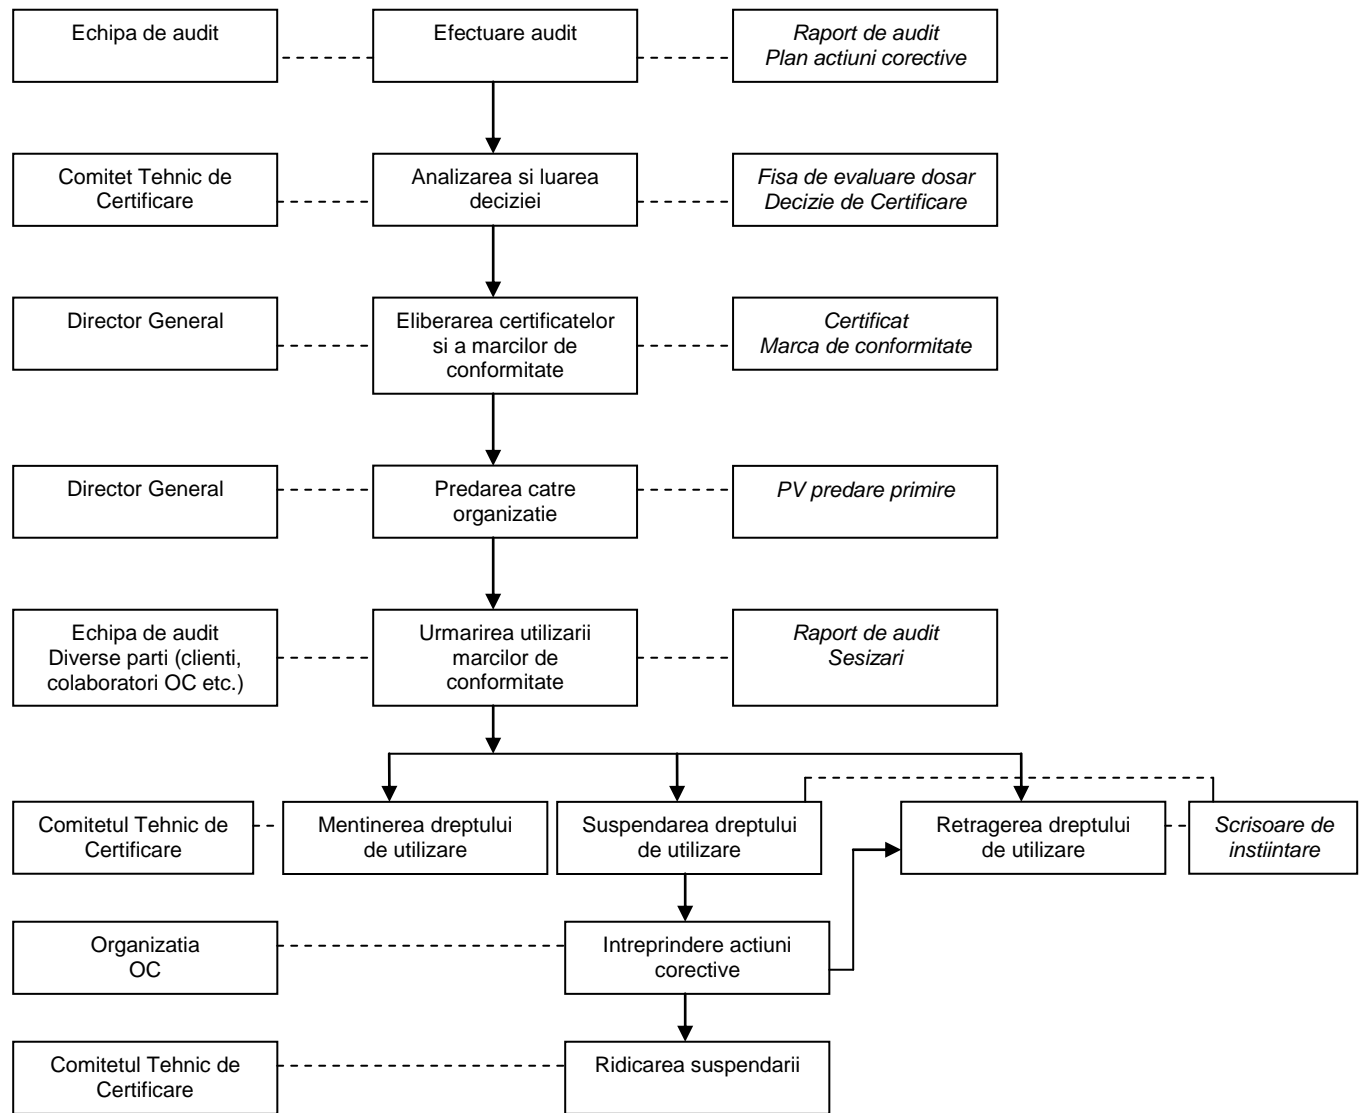 Echipa de audit
Efectuare audit
Raport de audit
Plan actiuni corective
Comitet Tehnic de
Certificare
Analizarea si luarea
deciziei
Fisa de evaluare dosar
Decizie de Certificare
Director General
Eliberarea certificatelor
si a marcilor de
conformitate
Certificat
Marca de conformitate
Director General
Predarea catre
organizatie
PV predare primire
Echipa de audit
Diverse parti (clienti,
colaboratori OC etc.)
Urmarirea utilizarii
marcilor de
conformitate
Raport de audit
Sesizari
Comitetul Tehnic de
Certificare
Mentinerea dreptului
de utilizare
Suspendarea dreptului
de utilizare
Retragerea dreptului
de utilizare
Scrisoare de
instiintare
Organizatia
OC
Intreprindere actiuni
corective
Comitetul Tehnic de
Certificare
Ridicarea suspendarii